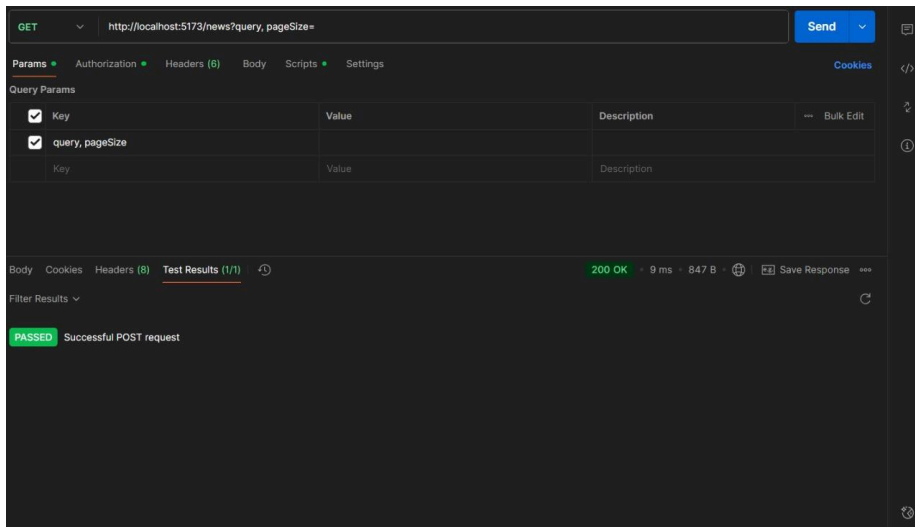 GET http://localhost:5173/news?query, pageSize= Send
Params Authorization Headers (6) Body Scripts Settings Cookies
Query Params
Key Value Description Bulk Edit
query, pageSize
Key Value Description
Body Cookies Headers (8) Test Results (1/1) 200 OK 9 ms 847 B Save Response
Filter Results
PASSED Successful POST request